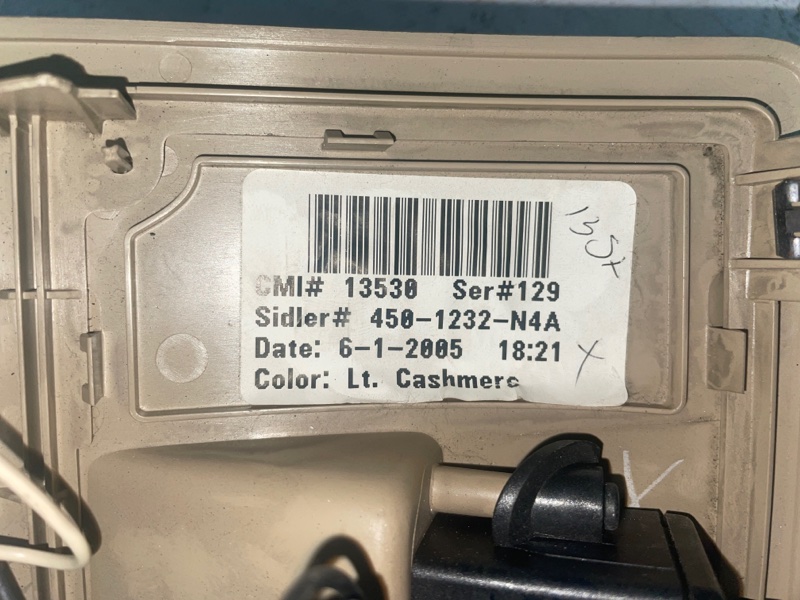 CMI# 13530 Ser#129
Sidler# 450-1232-N4A
Date: 6-1-2005 18:21
Color: Lt. Cashmere